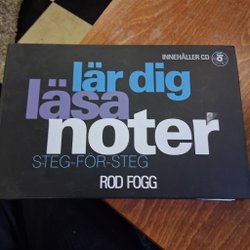 INNEHÅLLER CD
lär dig
läsa
noter
STEG-FÖR-STEG
ROD FOGG